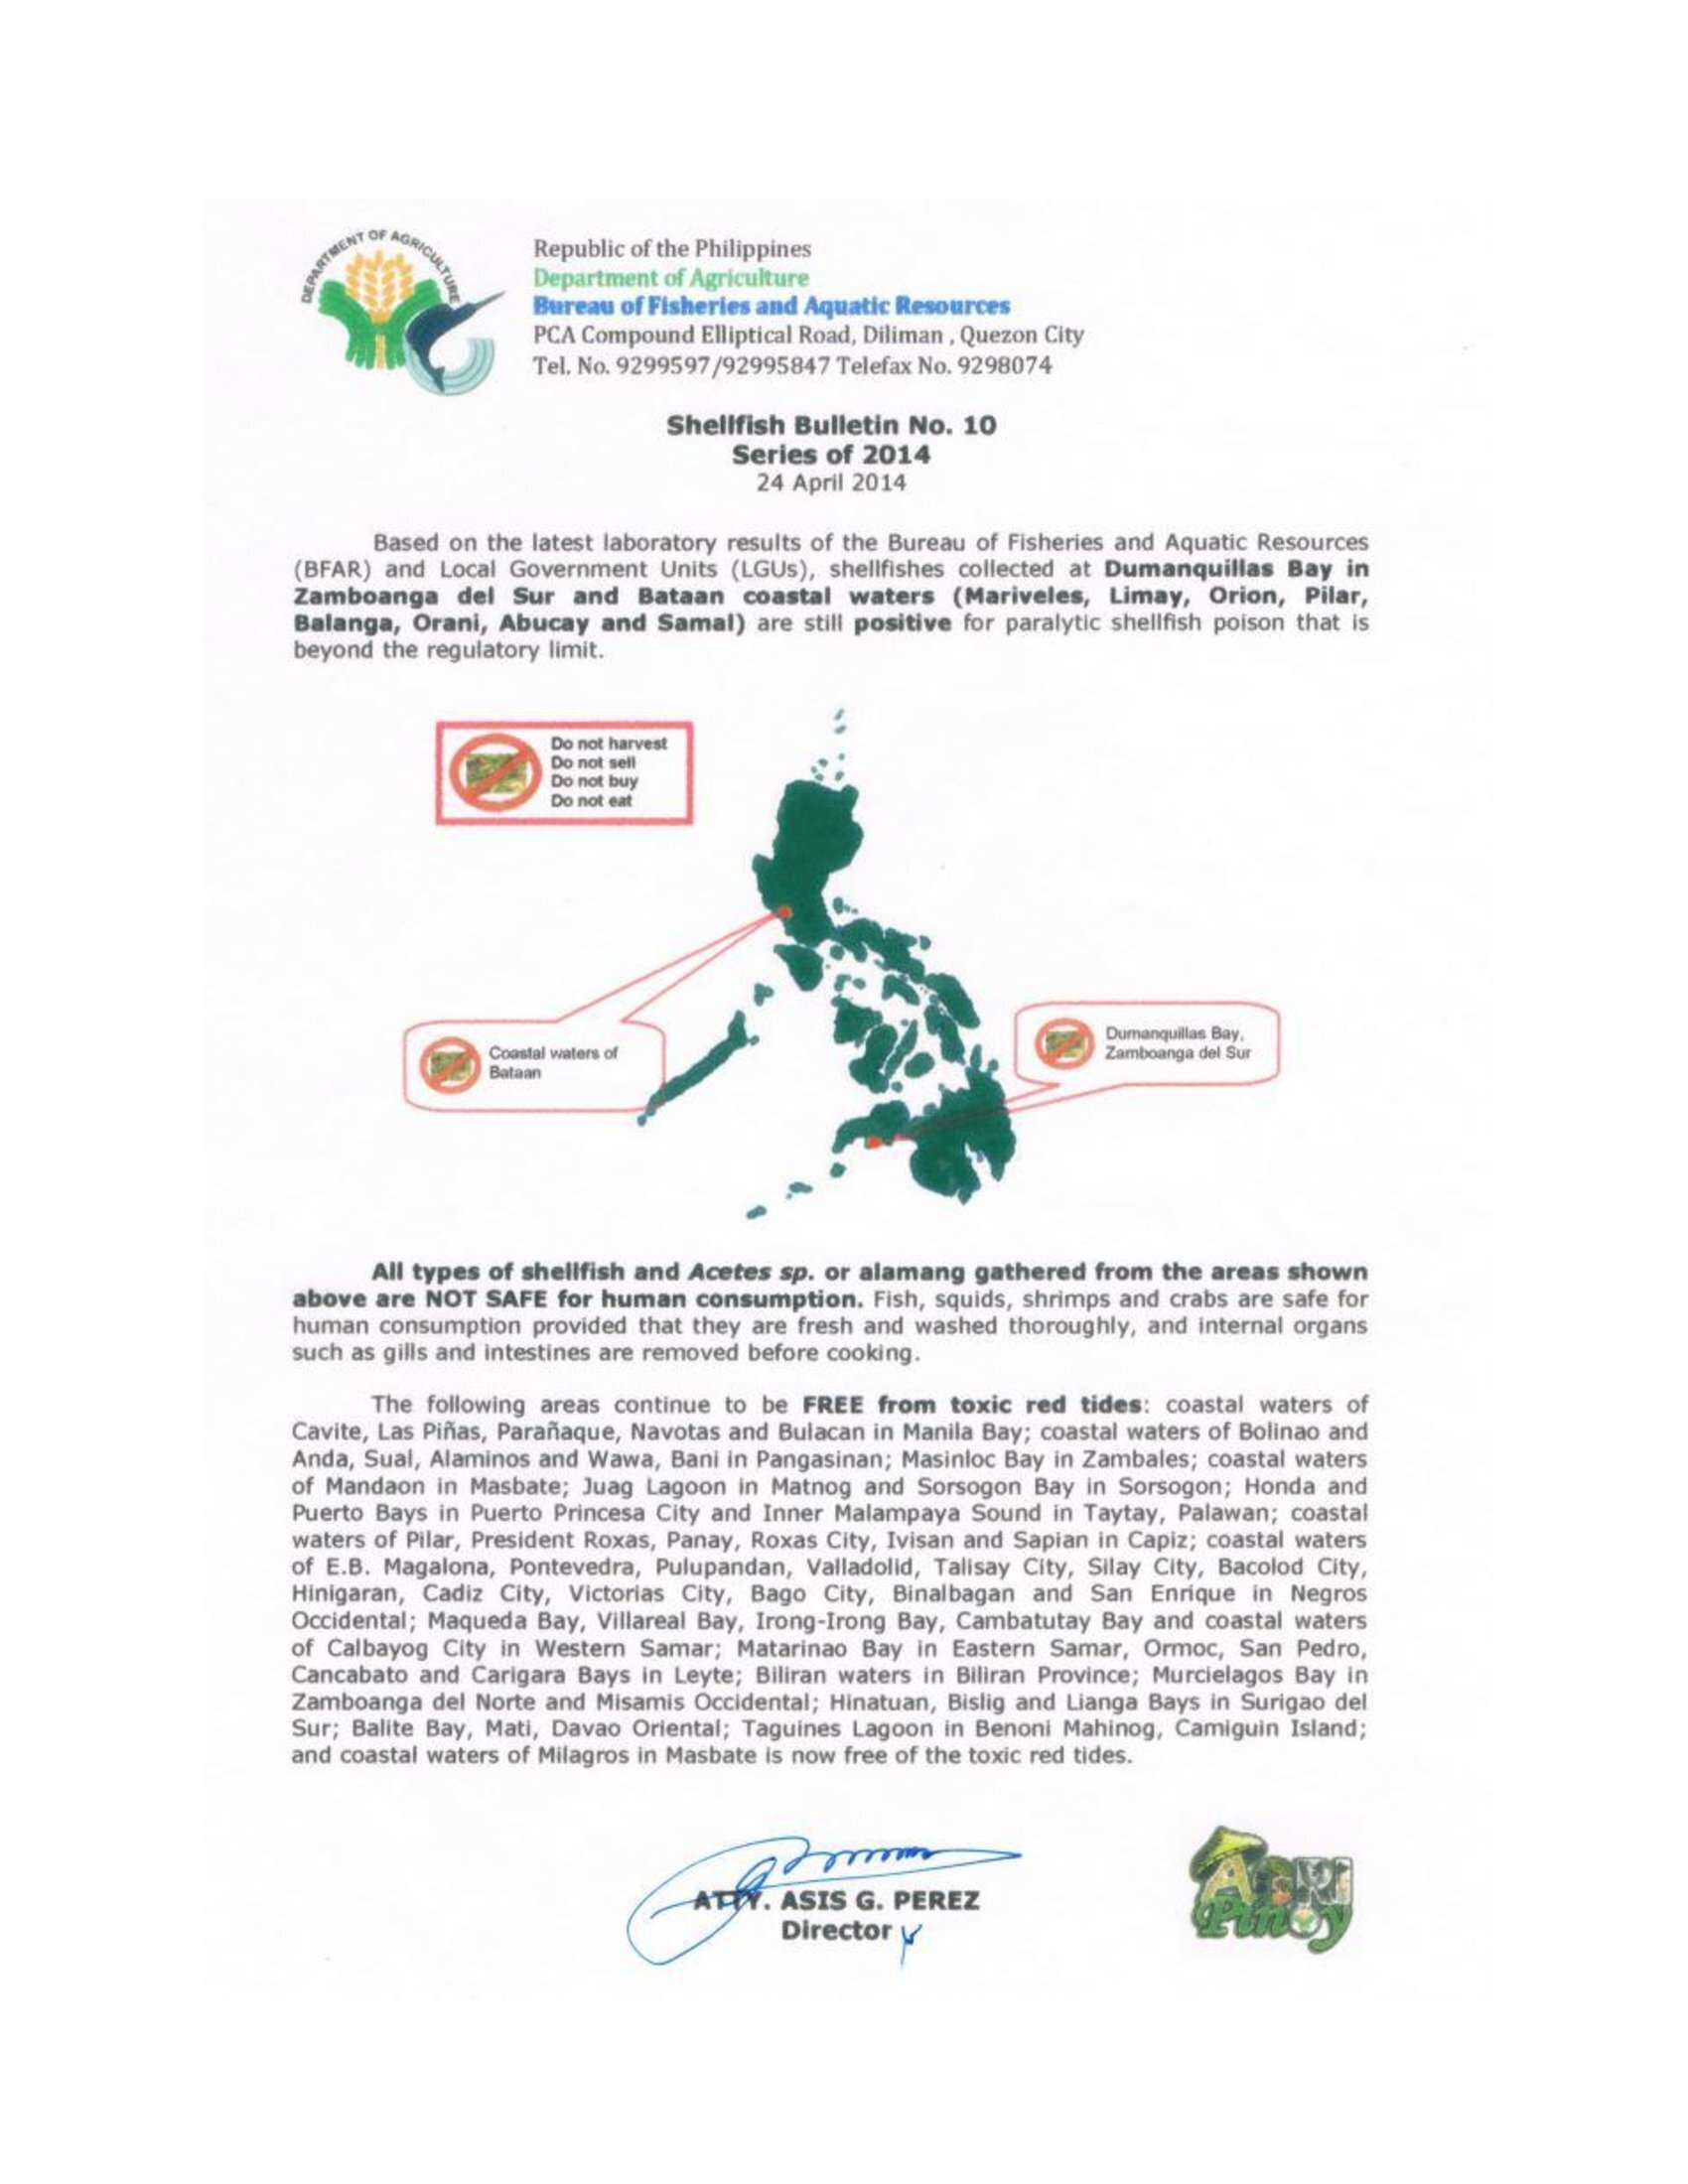 DEPARTMENT OF AGRICULTURE
Republic of the Philippines
Department of Agriculture
Bureau of Fisheries and Aquatic Resources
PCA Compound Elliptical Road, Diliman , Quezon City
Tel. No. 9299597/92995847 Telefax No. 9298074
Shellfish Bulletin No. 10
Series of 2014
24 April 2014
Based on the latest laboratory results of the Bureau of Fisheries and Aquatic Resources
(BFAR) and Local Government Units (LGUs), shellfishes collected at Dumanquillas Bay in
Zamboanga del Sur and Bataan coastal waters (Mariveles, Limay, Orion, Pilar,
Balanga, Orani, Abucay and Samal) are still positive for paralytic shellfish poison that is
beyond the regulatory limit.
Do not harvest
Do not sell
Do not buy
Do not eat
Coastal waters of
Bataan
Dumanquillas Bay,
Zamboanga del Sur
All types of shellfish and Acetes sp. or alamang gathered from the areas shown
above are NOT SAFE for human consumption. Fish, squids, shrimps and crabs are safe for
human consumption provided that they are fresh and washed thoroughly, and internal organs
such as gills and intestines are removed before cooking.
The following areas continue to be FREE from toxic red tides: coastal waters of
Cavite, Las Piñas, Parañaque, Navotas and Bulacan in Manila Bay; coastal waters of Bolinao and
Anda, Sual, Alaminos and Wawa, Bani in Pangasinan; Masinloc Bay in Zambales; coastal waters
of Mandaon in Masbate; Juag Lagoon in Matnog and Sorsogon Bay in Sorsogon; Honda and
Puerto Bays in Puerto Princesa City and Inner Malampaya Sound in Taytay, Palawan; coastal
waters of Pilar, President Roxas, Panay, Roxas City, Ivisan and Sapian in Capiz; coastal waters
of E.B. Magalona, Pontevedra, Pulupandan, Valladolid, Talisay City, Silay City, Bacolod City,
Hinigaran, Cadiz City, Victorias City, Bago City, Binalbagan and San Enrique in Negros
Occidental; Maqueda Bay, Villareal Bay, Irong-Irong Bay, Cambatutay Bay and coastal waters
of Calbayog City in Western Samar; Matarinao Bay in Eastern Samar, Ormoc, San Pedro,
Cancabato and Carigara Bays in Leyte; Biliran waters in Biliran Province; Murcielagos Bay in
Zamboanga del Norte and Misamis Occidental; Hinatuan, Bislig and Lianga Bays in Surigao del
Sur; Balite Bay, Mati, Davao Oriental; Taguines Lagoon in Benoni Mahinog, Camiguin Island;
and coastal waters of Milagros in Masbate is now free of the toxic red tides.
ATTY. ASIS G. PEREZ
Director
AGRI
Pinoy